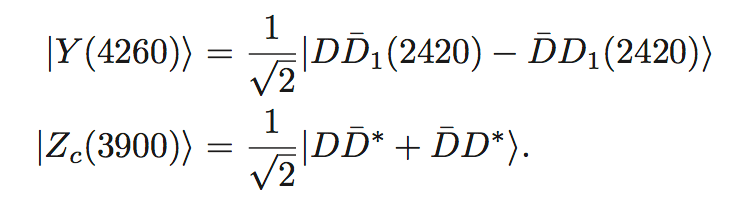 |Y(4260)⟩ = 1/√2 |DD̄₁(2420) − D̄D₁(2420)⟩
|Z_c(3900)⟩ = 1/√2 |DD̄* + D̄D*⟩.